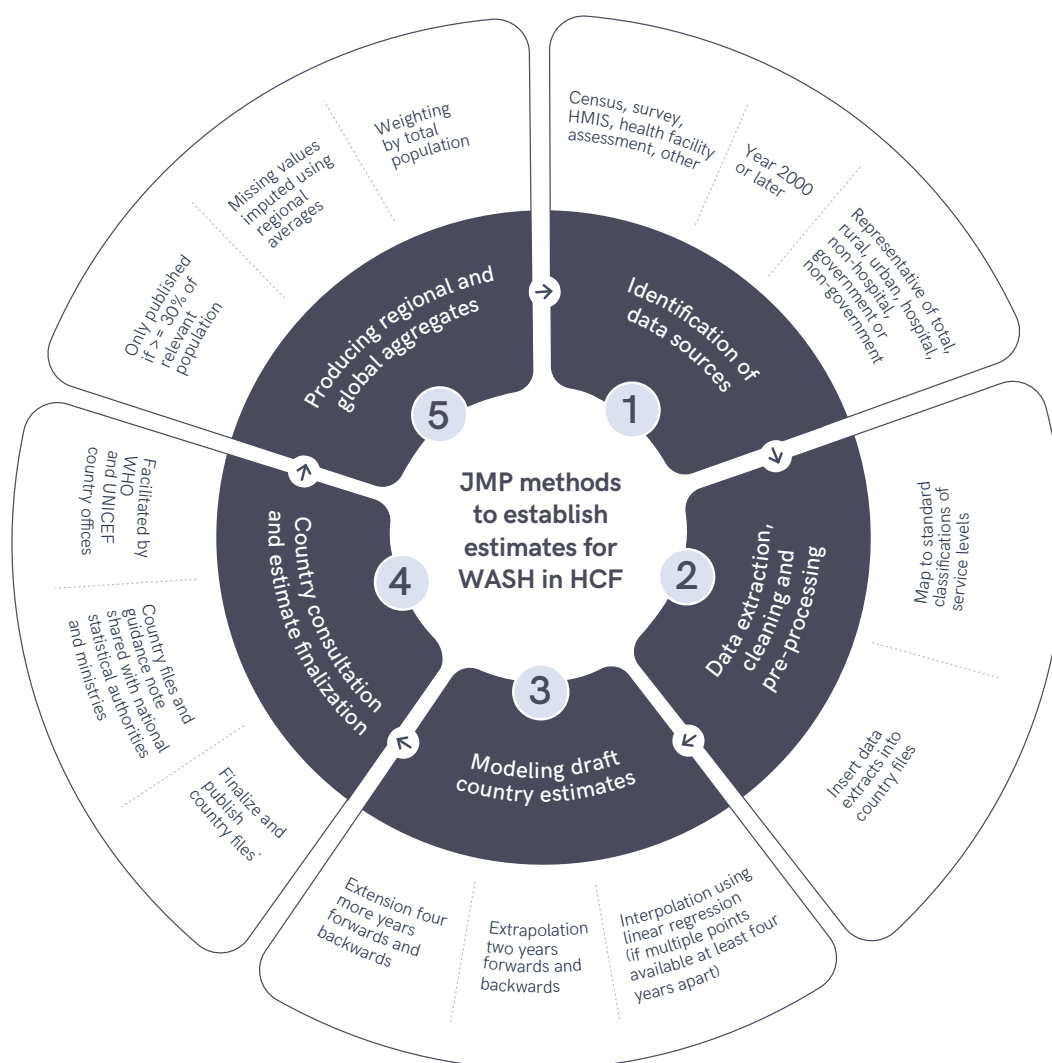 JMP methods
to establish
estimates for
WASH in HCF
1
Identification of
data sources
Census, survey,
HMIS, health facility
assessment, other
Year 2000
or later
Representative of total,
rural, urban, hospital,
non-hospital,
government or
non-government
2
Data extraction,
cleaning and
pre-processing
Map to standard
classifications of
service levels
Insert data
extracts into
country files
3
Modeling draft
country estimates
Interpolation using
linear regression
(if multiple points
available at least four
years apart)
Extrapolation
two years
forwards and
backwards
Extension four
more years
forwards and
backwards
4
Country consultation
and estimate finalization
Finalize and
publish
country files*
Country files and
guidance note
shared with national
statistical authorities
and ministries
Facilitated by
WHO
and UNICEF
country offices
5
Producing regional and
global aggregates
Only published
if >= 30% of
relevant
population
Missing values
imputed using
regional
averages
Weighting
by total
population